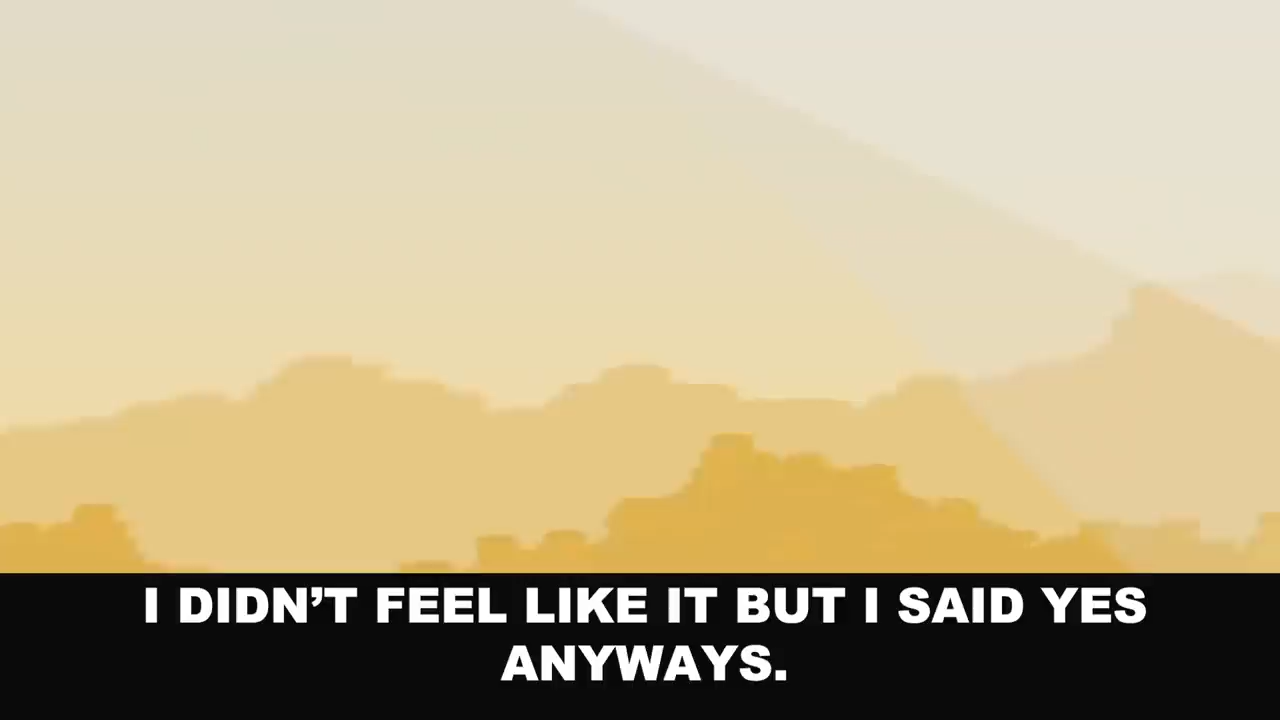 I DIDN’T FEEL LIKE IT BUT I SAID YES
ANYWAYS.